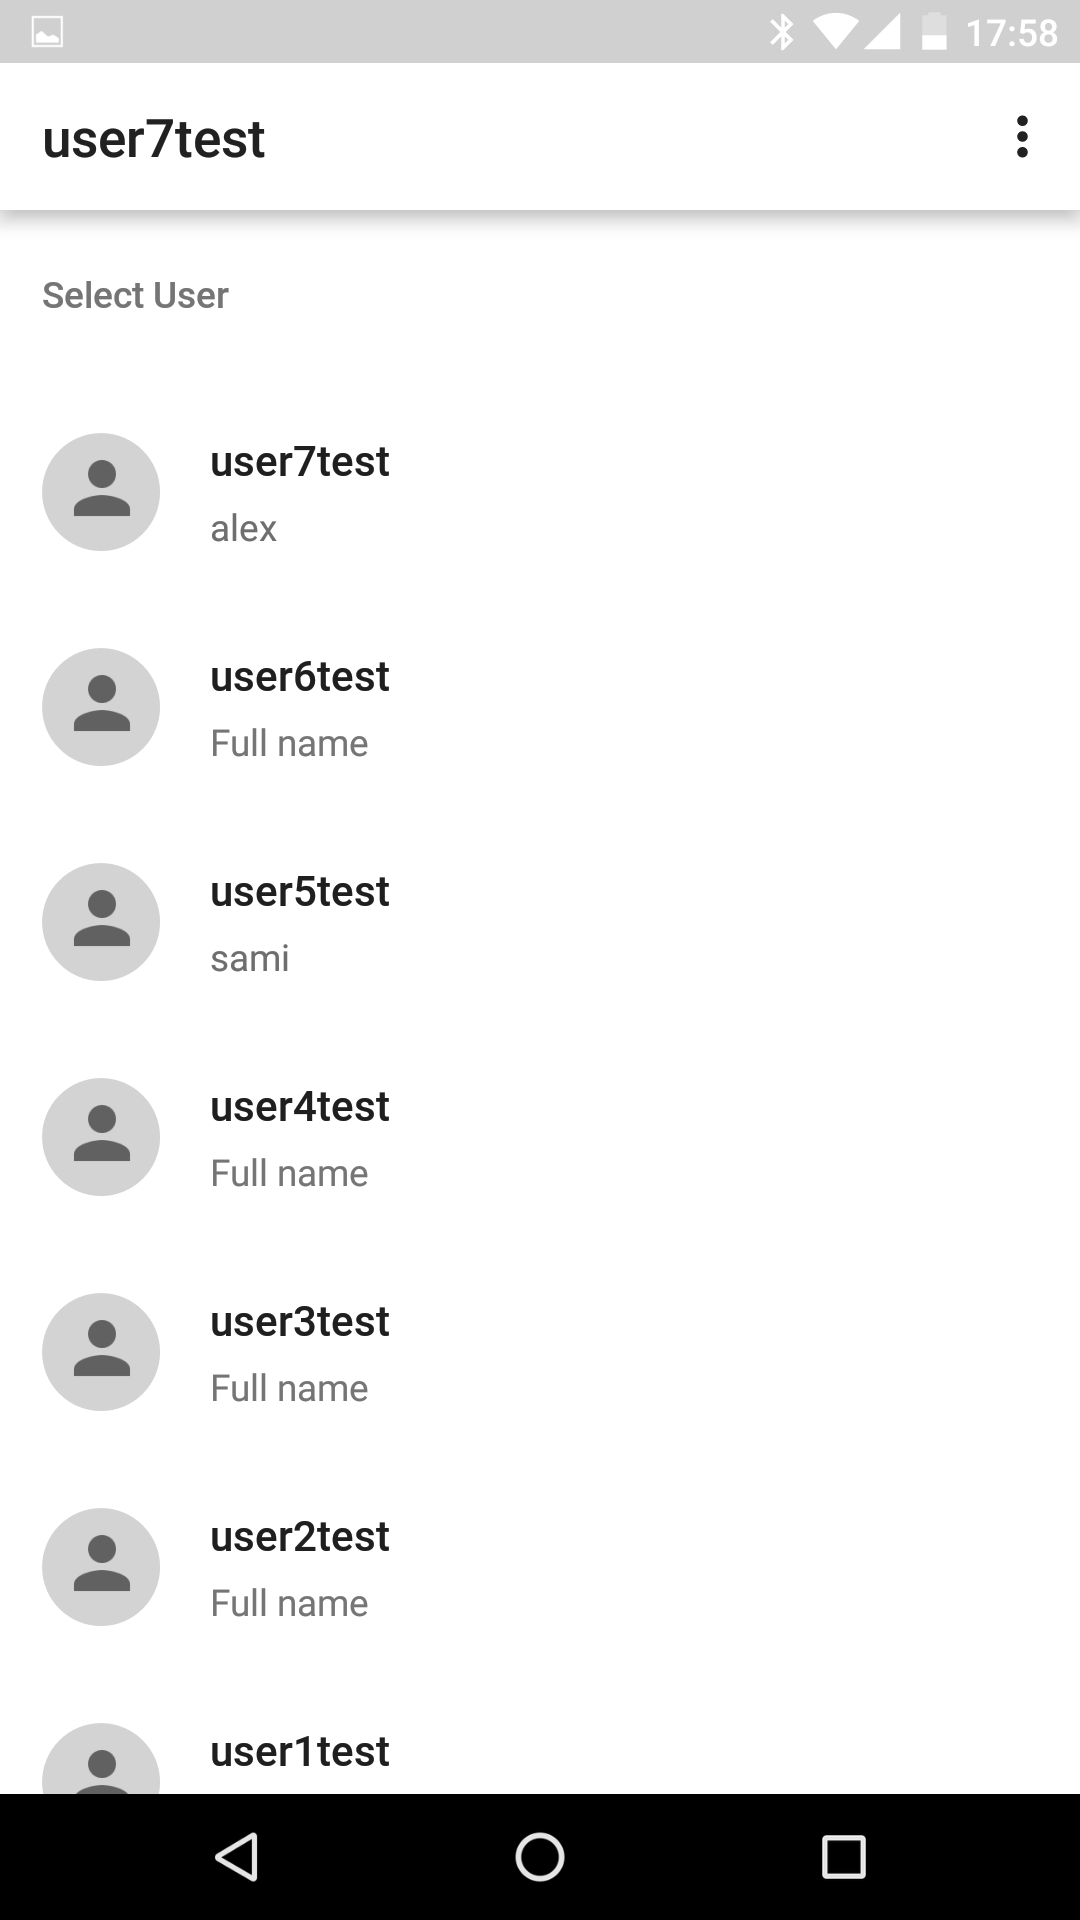 17:58
user7test
Select User
user7test
alex
user6test
Full name
user5test
sami
user4test
Full name
user3test
Full name
user2test
Full name
user1test